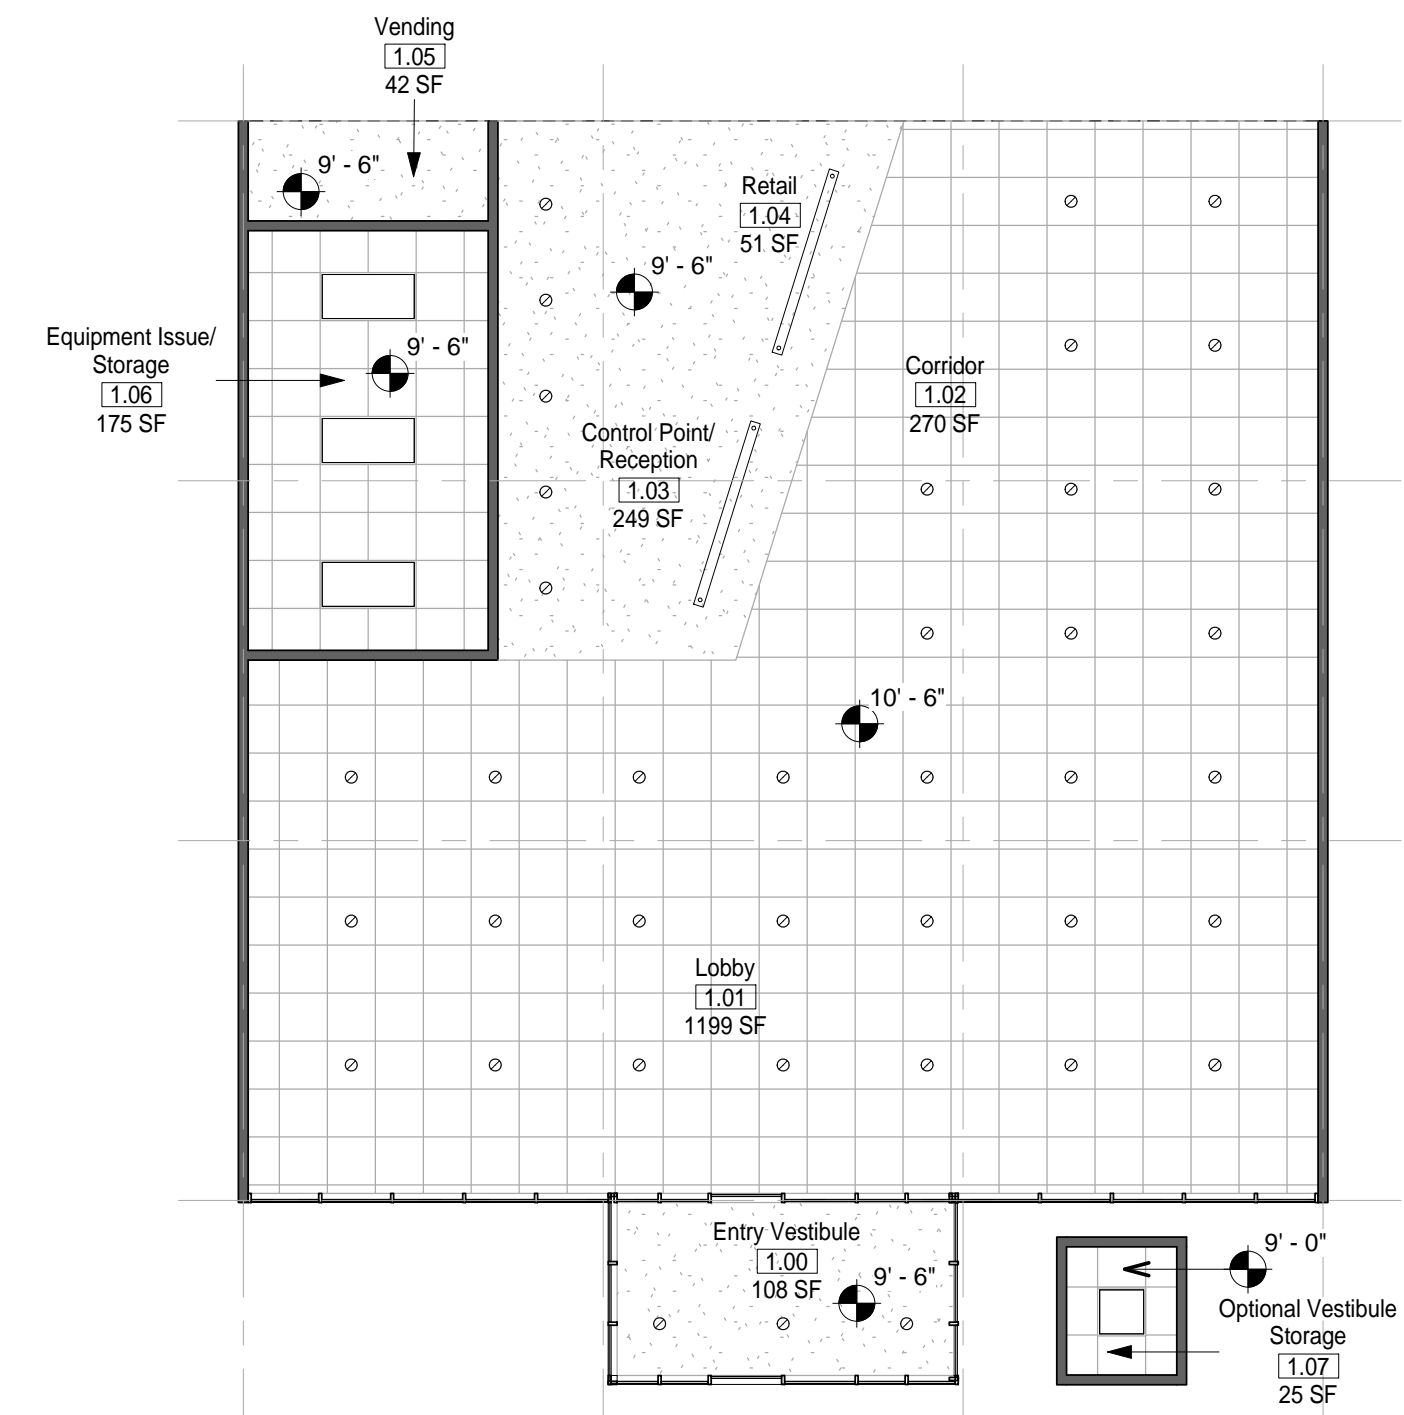 Vending
1.05
42 SF
9' - 6"
Retail
1.04
51 SF
9' - 6"
Equipment Issue/
Storage
1.06
175 SF
9' - 6"
Corridor
1.02
270 SF
Control Point/
Reception
1.03
249 SF
10' - 6"
Lobby
1.01
1199 SF
Entry Vestibule
1.00
108 SF
9' - 6"
9' - 0"
Optional Vestibule
Storage
1.07
25 SF